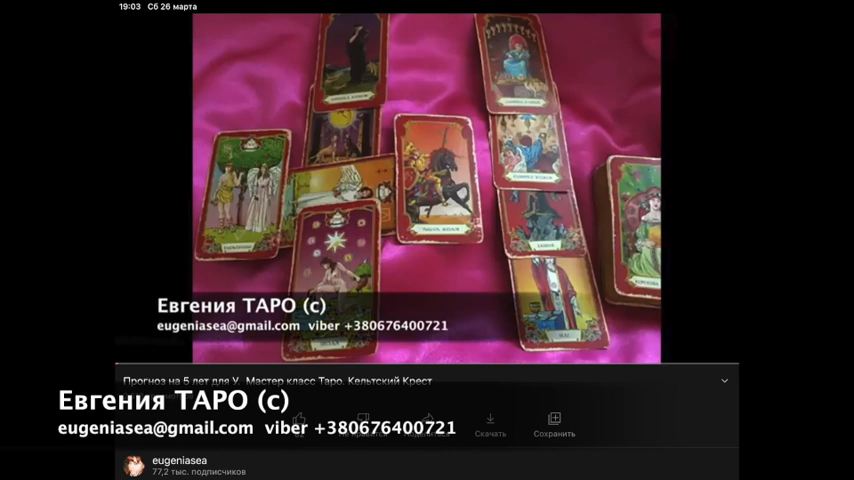 19:03 Сб 26 марта
Евгения ТАРО (c)
eugeniasea@gmail.com viber +380676400721
Прогноз на 5 лет для У. Мастер класс Таро. Кельтский Крест
Евгения ТАРО (c)
eugeniasea@gmail.com viber +380676400721
Скачать
Сохранить
eugeniasea
77,2 тыс. подписчиков